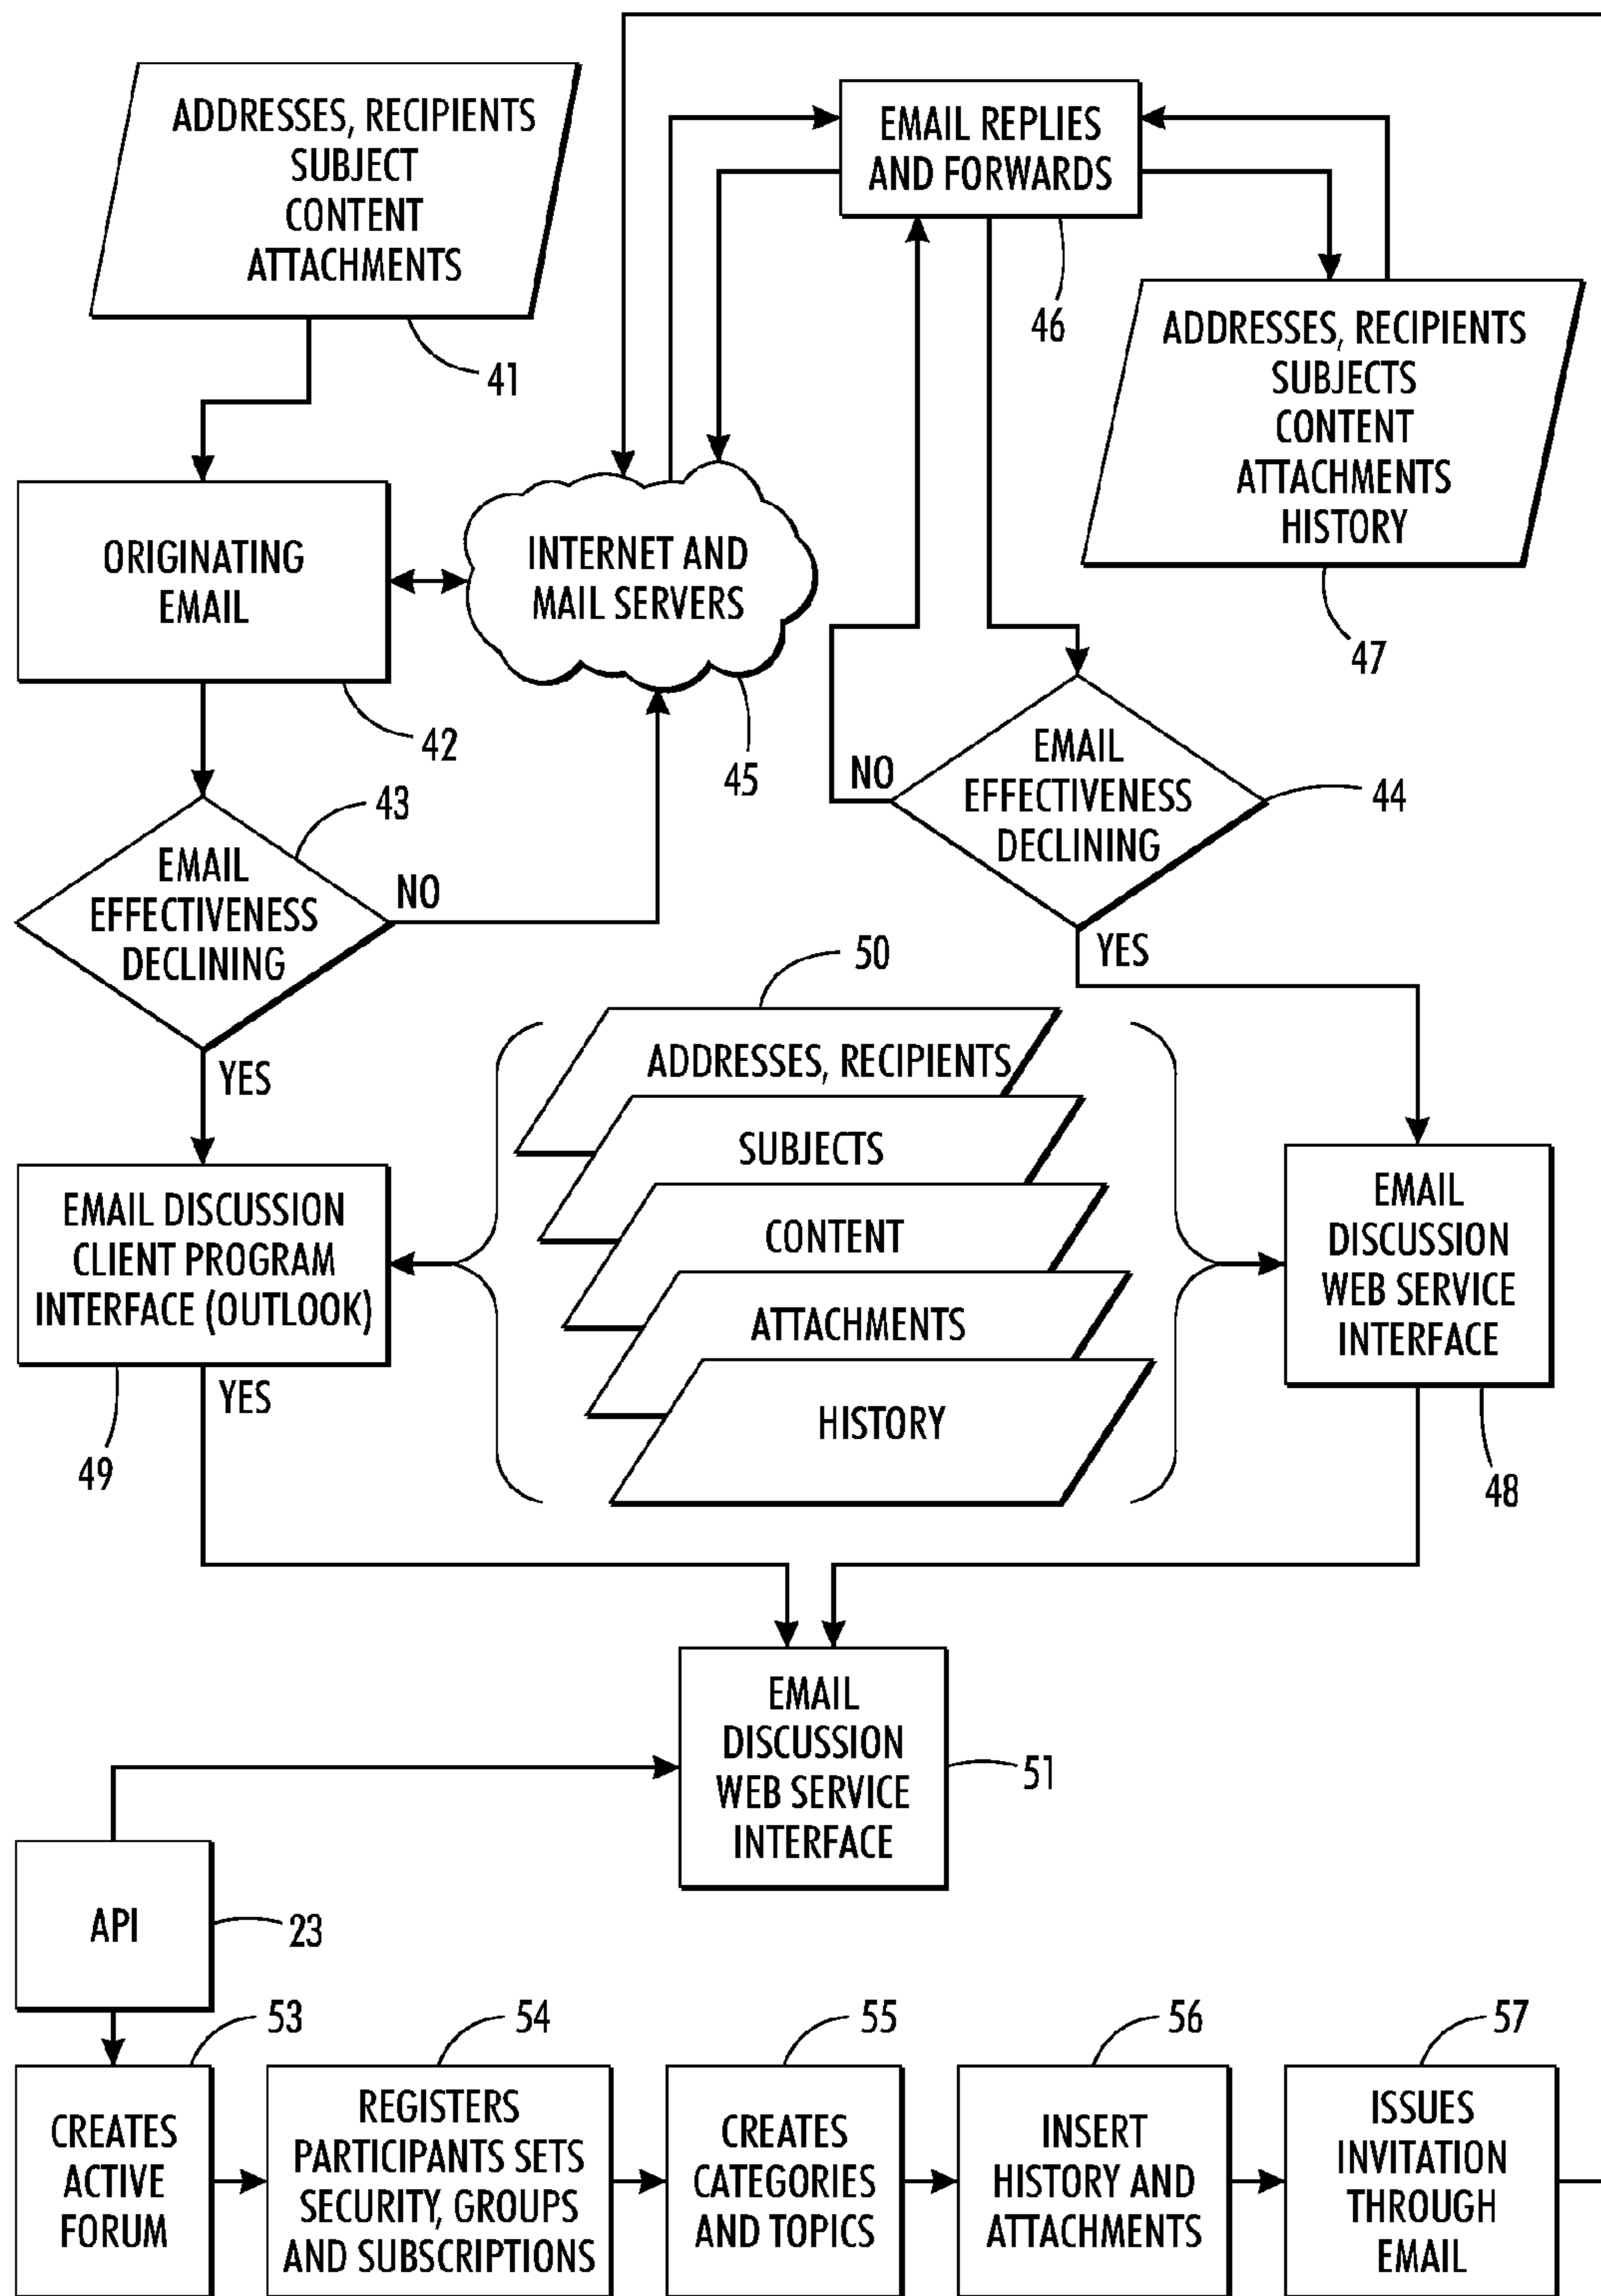 ADDRESSES, RECIPIENTS
SUBJECT
CONTENT
ATTACHMENTS
41
EMAIL REPLIES
AND FORWARDS
46
ADDRESSES, RECIPIENTS
SUBJECTS
CONTENT
ATTACHMENTS
HISTORY
47
ORIGINATING
EMAIL
42
INTERNET AND
MAIL SERVERS
45
EMAIL
EFFECTIVENESS
DECLINING
43
NO
YES
EMAIL
EFFECTIVENESS
DECLINING
44
NO
YES
50
ADDRESSES, RECIPIENTS
SUBJECTS
CONTENT
ATTACHMENTS
HISTORY
EMAIL DISCUSSION
CLIENT PROGRAM
INTERFACE (OUTLOOK)
YES
49
EMAIL
DISCUSSION
WEB SERVICE
INTERFACE
48
EMAIL
DISCUSSION
WEB SERVICE
INTERFACE
51
API
23
53
CREATES
ACTIVE
FORUM
54
REGISTERS
PARTICIPANTS SETS
SECURITY, GROUPS
AND SUBSCRIPTIONS
55
CREATES
CATEGORIES
AND TOPICS
56
INSERT
HISTORY AND
ATTACHMENTS
57
ISSUES
INVITATION
THROUGH
EMAIL